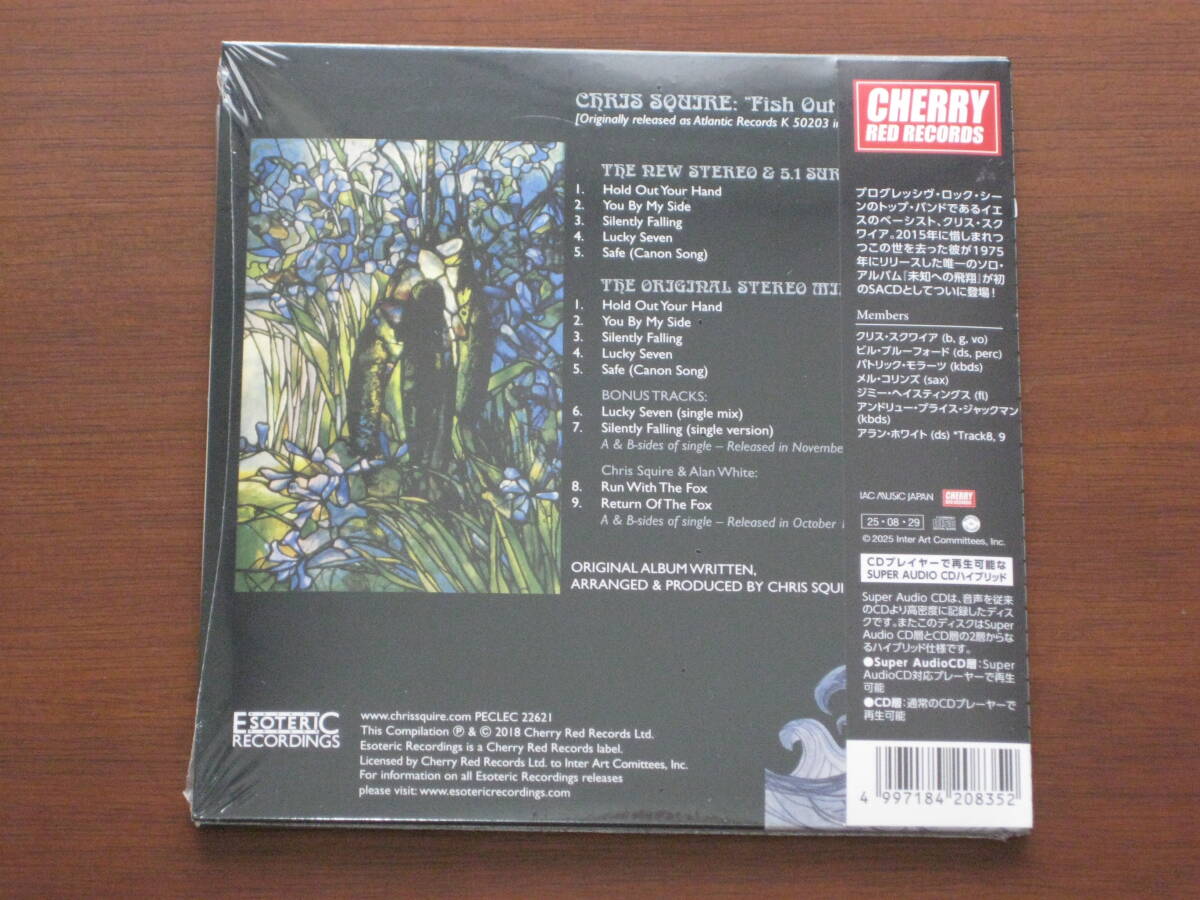 CHRIS SQUIRE: "Fish Out
[Originally released as Atlantic Records K 50203 in
THE NEW STEREO & 5.1 SUR
1. Hold Out Your Hand
2. You By My Side
3. Silently Falling
4. Lucky Seven
5. Safe (Canon Song)
THE ORIGINAL STEREO MI
1. Hold Out Your Hand
2. You By My Side
3. Silently Falling
4. Lucky Seven
5. Safe (Canon Song)
BONUS TRACKS:
6. Lucky Seven (single mix)
7. Silently Falling (single version)
A & B-sides of single – Released in Novembe
Chris Squire & Alan White:
8. Run With The Fox
9. Return Of The Fox
A & B-sides of single – Released in October 1
ORIGINAL ALBUM WRITTEN,
ARRANGED & PRODUCED BY CHRIS SQUI
ESOTERIC
RECORDINGS
www.chrissquire.com PECLEC 22621
This Compilation ℗ & © 2018 Cherry Red Records Ltd.
Esoteric Recordings is a Cherry Red Records label.
Licensed by Cherry Red Records Ltd. to Inter Art Comittees, Inc.
For information on all Esoteric Recordings releases
please visit: www.esotericrecordings.com
CHERRY
RED RECORDS
プログレッシヴ・ロック・シー
ンのトップ・バンドであるイエ
スのベーシスト、クリス・スク
ワイア。2015年に惜しまれつ
つこの世を去った彼が1975
年にリリースした唯一のソロ・
アルバム『未知への飛翔』が初
のSACDとしてついに登場！
Members
クリス・スクワイア (b, g, vo)
ビル・ブルーフォード (ds, perc)
パトリック・モラーツ (kbds)
メル・コリンズ (sax)
ジミー・ヘイスティングス (fl)
アンドリュー・プライス・ジャックマン
(kbds)
アラン・ホワイト (ds) *Track8, 9
IAC MUSIC JAPAN CHERRY RED RECORDS
25・08・29
© 2025 Inter Art Committees, Inc.
CDプレイヤーで再生可能な
SUPER AUDIO CDハイブリッド
Super Audio CDは、音声を従来
のCDより高密度に記録したディス
クです。またこのディスクはSuper
Audio CD層とCD層の2層からな
るハイブリッド仕様です。
●Super AudioCD層：Super
AudioCD対応プレーヤーで再生
可能
●CD層：通常のCDプレーヤーで
再生可能
4 997184 208352